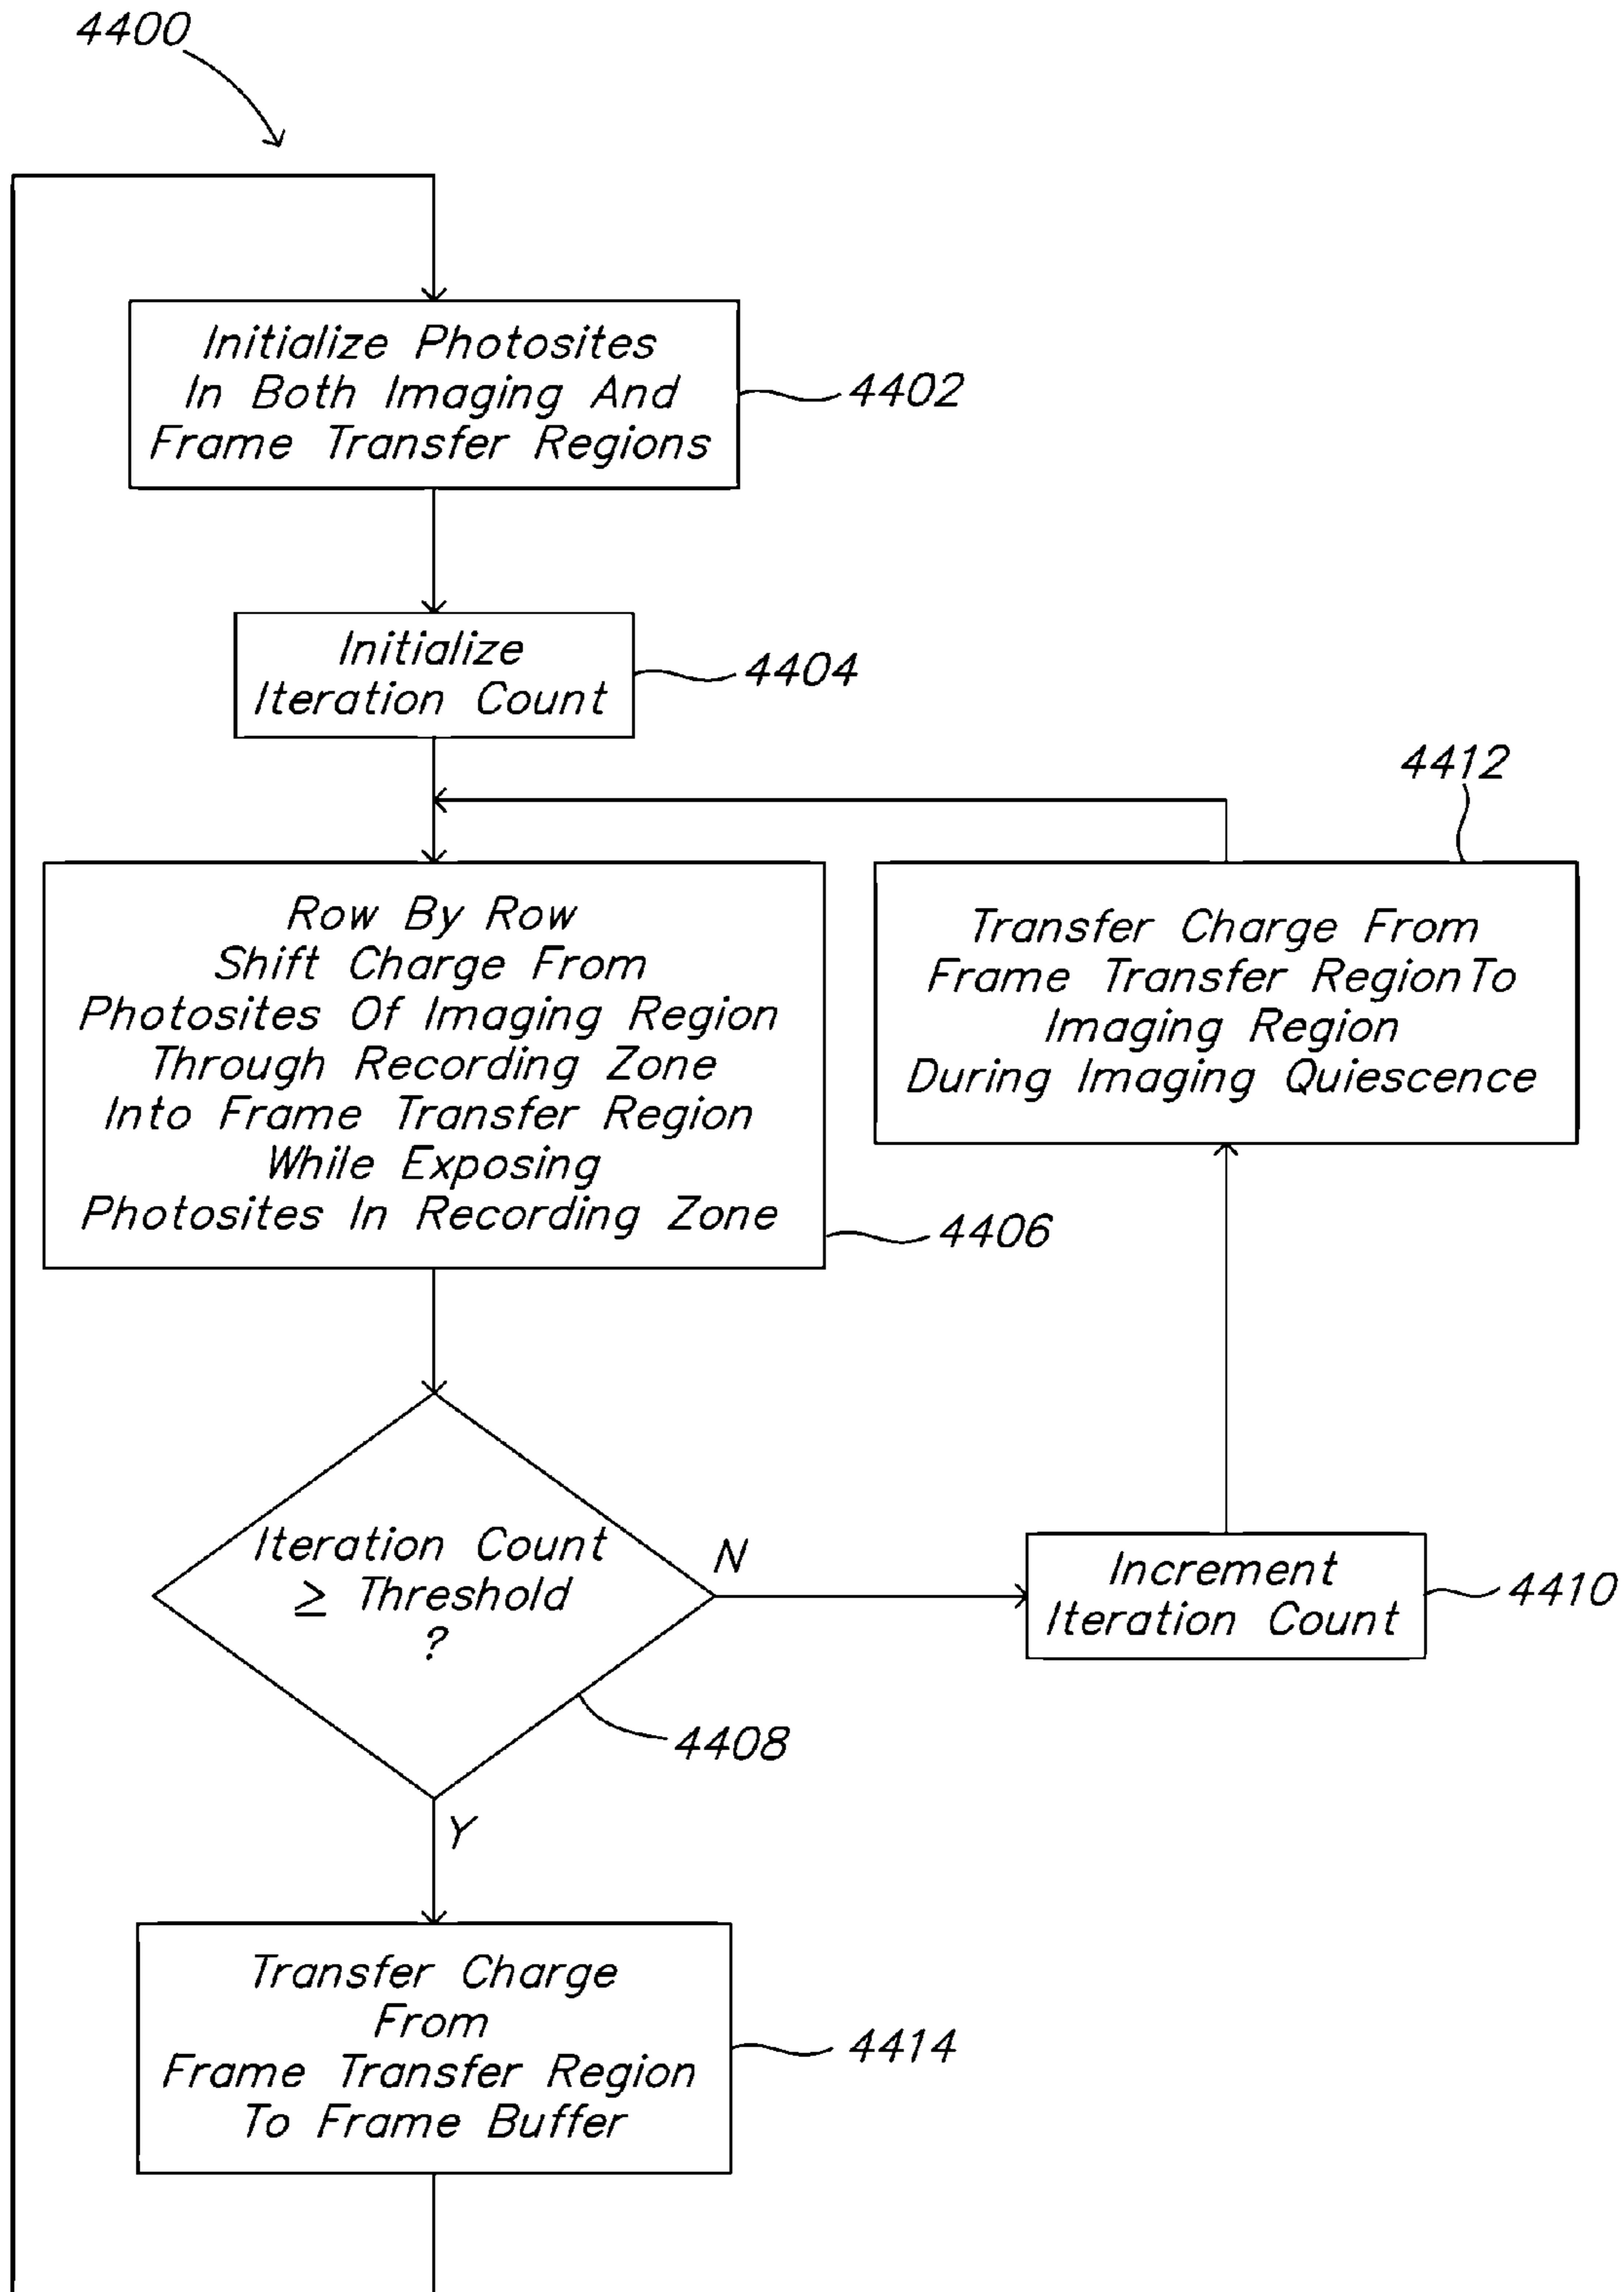 4400
Initialize Photosites
In Both Imaging And
Frame Transfer Regions
4402
Initialize
Iteration Count
4404
4412
Row By Row
Shift Charge From
Photosites Of Imaging Region
Through Recording Zone
Into Frame Transfer Region
While Exposing
Photosites In Recording Zone
4406
Transfer Charge From
Frame Transfer RegionTo
Imaging Region
During Imaging Quiescence
Iteration Count
≥ Threshold
?
N
4408
Increment
Iteration Count
4410
Y
Transfer Charge
From
Frame Transfer Region
To Frame Buffer
4414